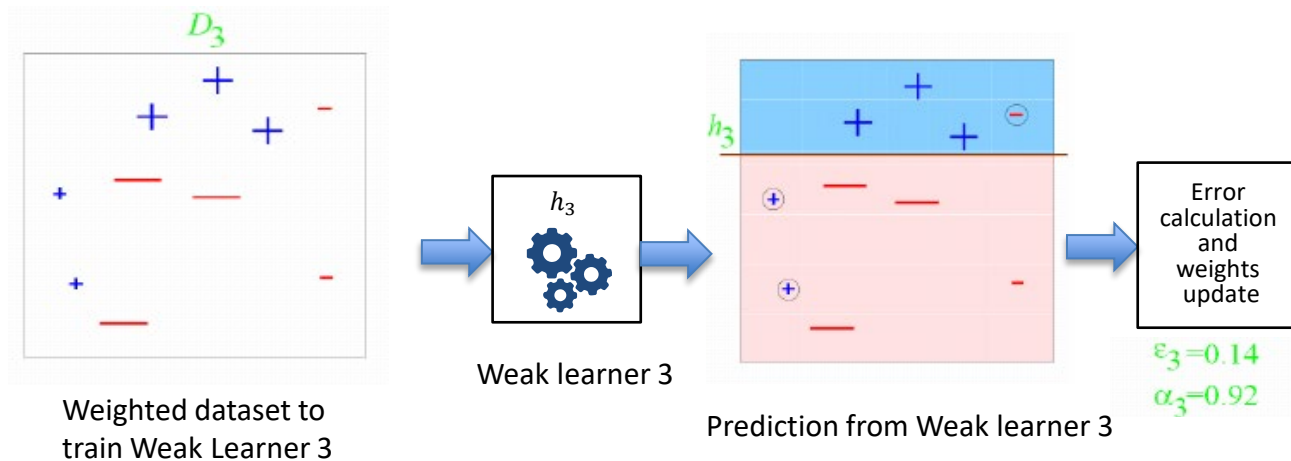 D₃
h₃
h₃
Error
calculation
and
weights
update
Weak learner 3
ε₃=0.14
α₃=0.92
Weighted dataset to
train Weak Learner 3
Prediction from Weak learner 3